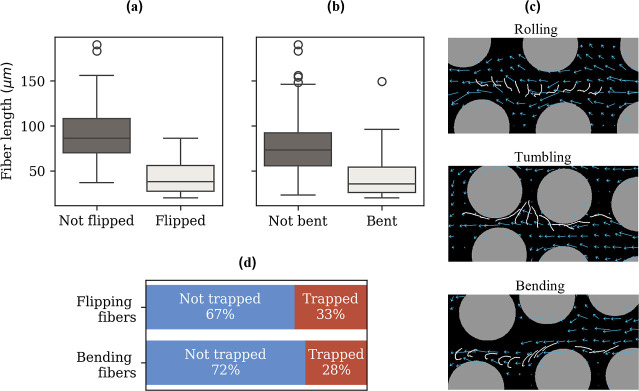 (a)
(b)
(c)
Fiber length (μm)
150
100
50
Not flipped
Flipped
Not bent
Bent
Rolling
Tumbling
Bending
(d)
Flipping
fibers
Not trapped
67%
Trapped
33%
Bending
fibers
Not trapped
72%
Trapped
28%